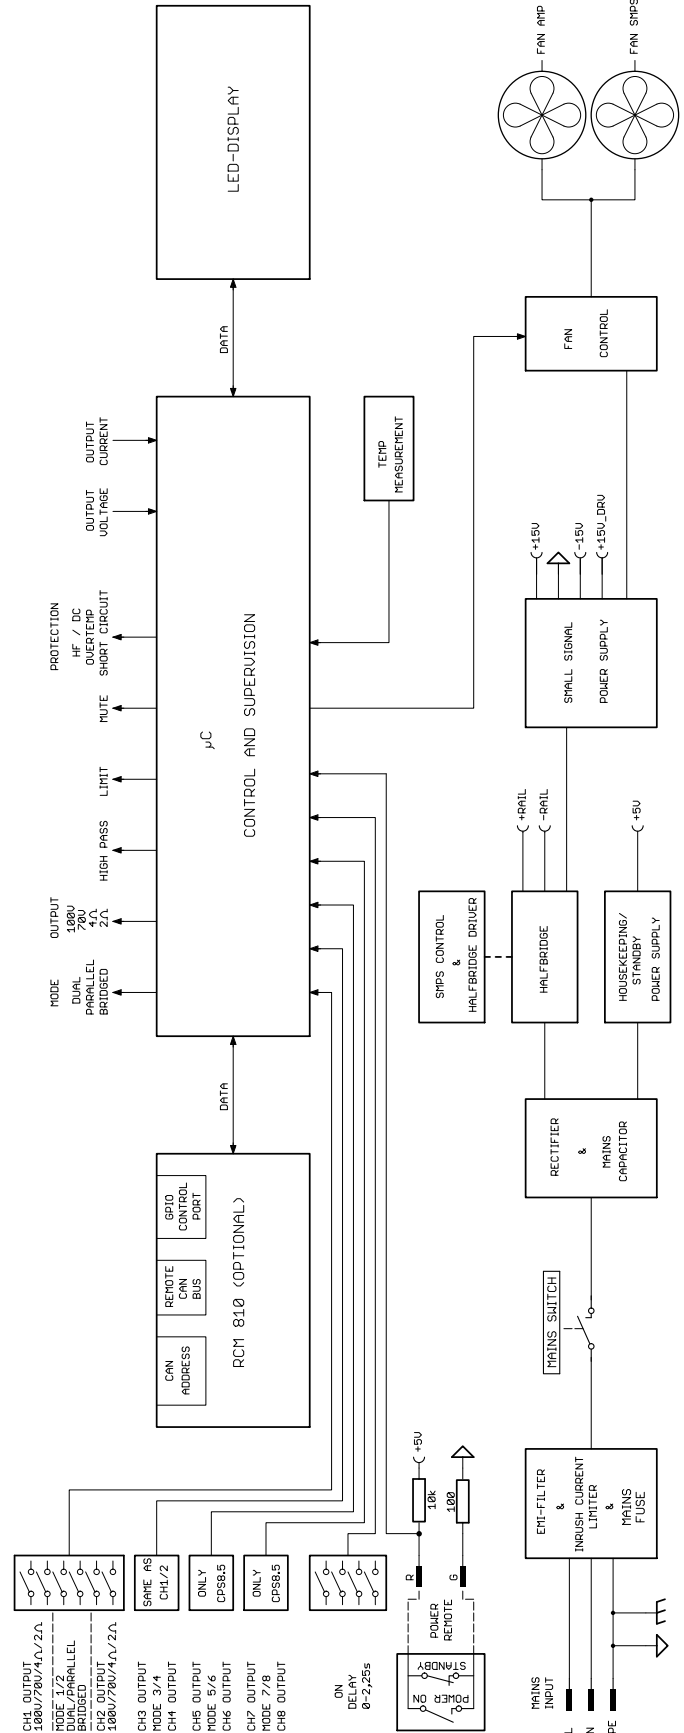 FAN AMP
FAN SMPS
LED-DISPLAY
DATA
FAN
CONTROL
OUTPUT
CURRENT
OUTPUT
VOLTAGE
PROTECTION
HF / DC
OVERTEMP
SHORT CIRCUIT
MUTE
LIMIT
HIGH PASS
OUTPUT
100V
70V
4Ω
2Ω
MODE
DUAL
PARALLEL
BRIDGED
µC
CONTROL AND SUPERVISION
TEMP
MEASUREMENT
+15V
-15V
+15V_DRV
SMALL SIGNAL
POWER SUPPLY
+RAIL
-RAIL
+5V
SMPS CONTROL
&
HALFBRIDGE DRIVER
HALFBRIDGE
HOUSEKEEPING/
STANDBY
POWER SUPPLY
DATA
RECTIFIER
&
MAINS
CAPACITOR
GPIO
CONTROL
PORT
REMOTE
CAN
BUS
CAN
ADDRESS
RCM 810 (OPTIONAL)
MAINS SWITCH
EMI-FILTER
&
INRUSH CURRENT
LIMITER
&
MAINS
FUSE
+5V
10k
100
R
G
POWER
REMOTE
POWER ON
STANDBY
SAME AS
CH1/2
ONLY
CPS8.5
ONLY
CPS8.5
CH1 OUTPUT
100V/70V/4Ω/2Ω
MODE 1/2
DUAL/PARALLEL
BRIDGED
CH2 OUTPUT
100V/70V/4Ω/2Ω
CH3 OUTPUT
MODE 3/4
CH4 OUTPUT
CH5 OUTPUT
MODE 5/6
CH6 OUTPUT
CH7 OUTPUT
MODE 7/8
CH8 OUTPUT
ON
DELAY
0-2,25s
MAINS
INPUT
L
N
PE